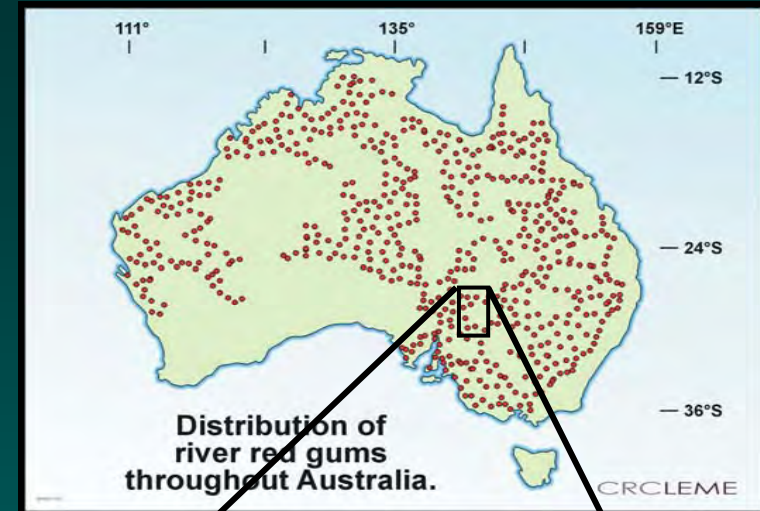 111° 135° 159°E
12°S
24°S
36°S
Distribution of
river red gums
throughout Australia.
CRCLEME